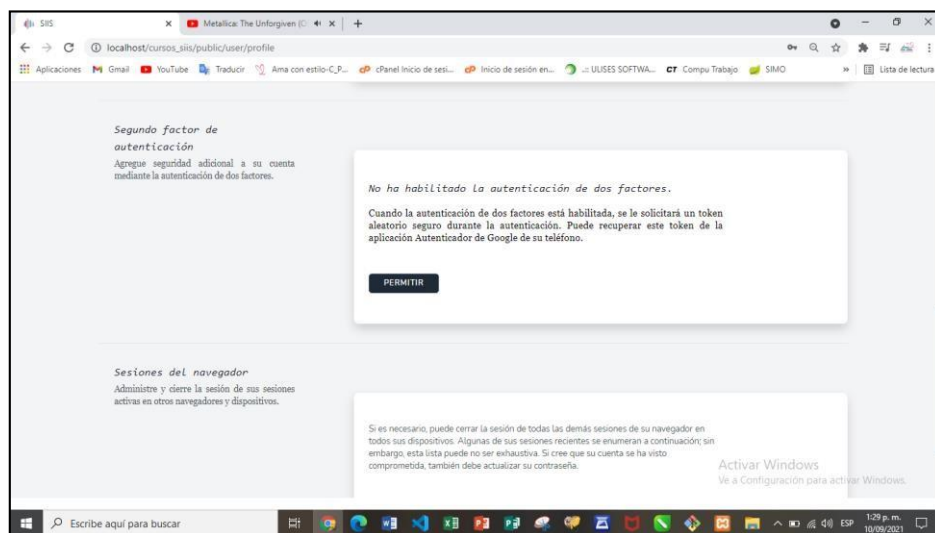 SIIS
Metallica: The Unforgiven (
localhost/cursos_siis/public/user/profile
Aplicaciones
Gmail
YouTube
Traducir
Ama con estilo-C_P...
cPanel Inicio de sesi...
Inicio de sesión en...
.:: ULISES SOFTWA...
CT Compu Trabajo
SIMO
»
Lista de lectura
Segundo factor de
autenticación
Agregue seguridad adicional a su cuenta
mediante la autenticación de dos factores.
No ha habilitado la autenticación de dos factores.
Cuando la autenticación de dos factores está habilitada, se le solicitará un token
aleatorio seguro durante la autenticación. Puede recuperar este token de la
aplicación Autenticador de Google de su teléfono.
PERMITIR
Sesiones del navegador
Administre y cierre la sesión de sus sesiones
activas en otros navegadores y dispositivos.
Si es necesario, puede cerrar la sesión de todas las demás sesiones de su navegador en
todos sus dispositivos. Algunas de sus sesiones recientes se enumeran a continuación; sin
embargo, esta lista puede no ser exhaustiva. Si cree que su cuenta se ha visto
comprometida, también debe actualizar su contraseña.
Activar Windows
Ve a Configuración para activar Windows.
Escribe aquí para buscar
ESP
1:29 p. m.
10/09/2021